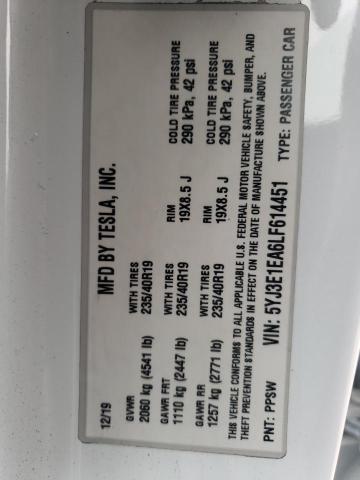 MFD BY TESLA, INC.
12/19
GVWR WITH TIRES RIM COLD TIRE PRESSURE
2060 kg (4541 lb) 235/40R19 19X8.5 J 290 kPa, 42 psi
GAWR FRT WITH TIRES RIM COLD TIRE PRESSURE
1110 kg (2447 lb) 235/40R19 19X8.5 J 290 kPa, 42 psi
GAWR RR WITH TIRES
1257 kg (2771 lb) 235/40R19
THIS VEHICLE CONFORMS TO ALL APPLICABLE U.S. FEDERAL MOTOR VEHICLE SAFETY, BUMPER, AND
THEFT PREVENTION STANDARDS IN EFFECT ON THE DATE OF MANUFACTURE SHOWN ABOVE.
PNT: PPSW VIN: 5YJ3E1EA6LF614451 TYPE: PASSENGER CAR